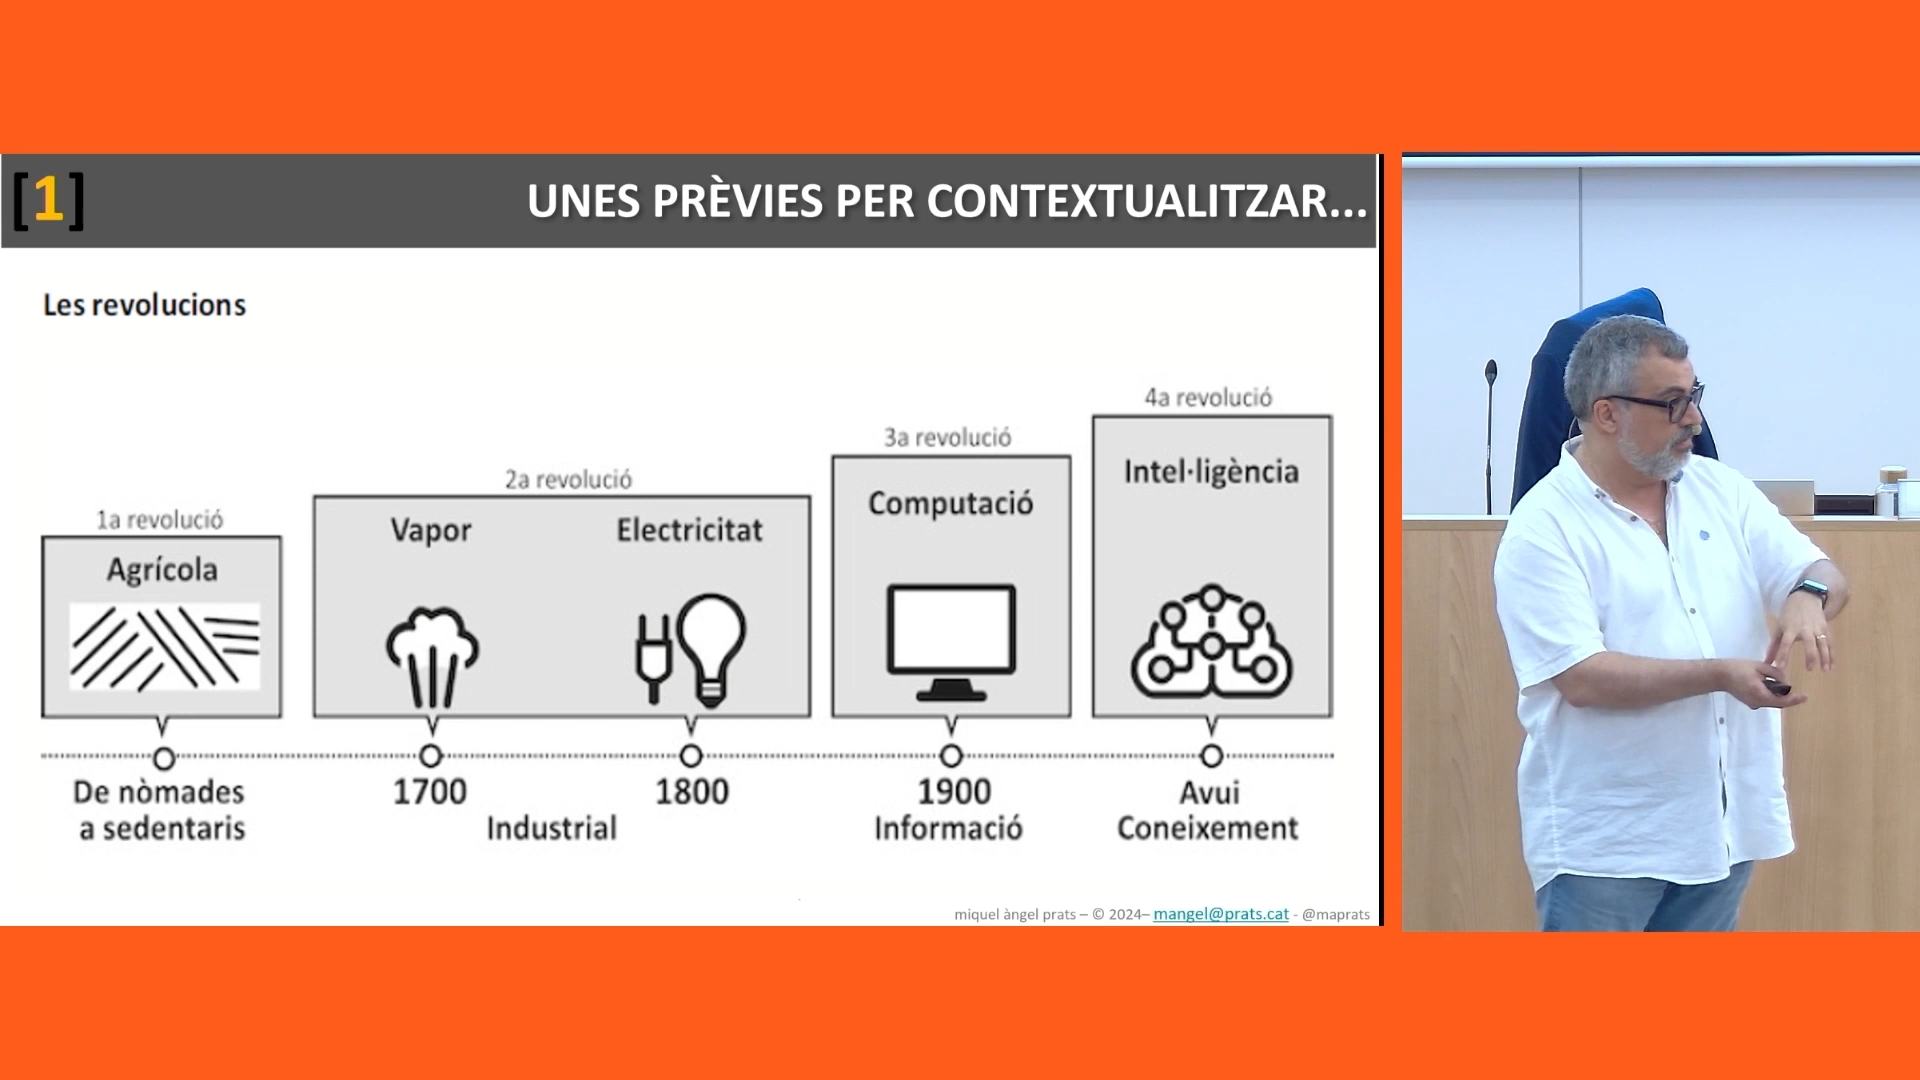 [1]
UNES PRÈVIES PER CONTEXTUALITZAR...
Les revolucions
1a revolució
Agrícola
De nòmades
a sedentaris
2a revolució
Vapor
Electricitat
1700
1800
Industrial
3a revolució
Computació
1900
Informació
4a revolució
Intel·ligència
Avui
Coneixement
miquel àngel prats – © 2024– mangel@prats.cat - @maprats